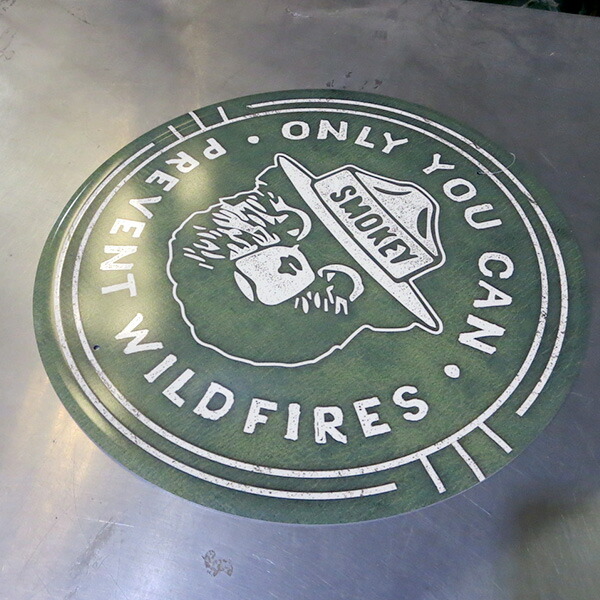 ONLY YOU CAN
• PREVENT WILDFIRES •
SMOKEY